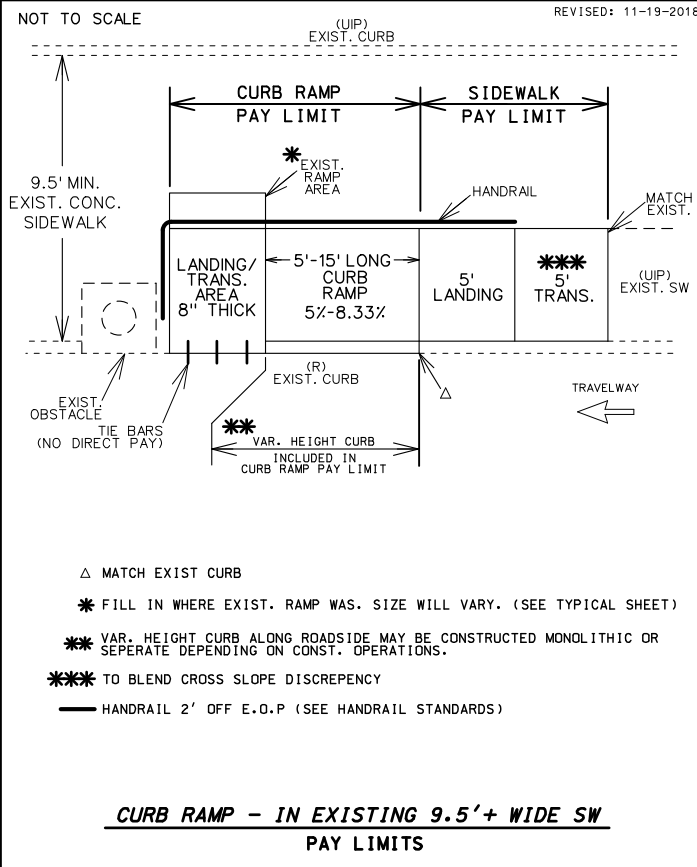 NOT TO SCALE
REVISED: 11-19-2018
(UIP)
EXIST. CURB
CURB RAMP
PAY LIMIT
SIDEWALK
PAY LIMIT
9.5' MIN.
EXIST. CONC.
SIDEWALK
* EXIST.
RAMP
AREA
HANDRAIL
MATCH
EXIST.
LANDING/
TRANS.
AREA
8" THICK
5'-15' LONG
CURB
RAMP
5%-8.33%
5'
LANDING
***
5'
TRANS.
(UIP)
EXIST. SW
EXIST.
OBSTACLE
TIE BARS
(NO DIRECT PAY)
(R)
EXIST. CURB
△
TRAVELWAY
**
VAR. HEIGHT CURB
INCLUDED IN
CURB RAMP PAY LIMIT
△ MATCH EXIST CURB
* FILL IN WHERE EXIST. RAMP WAS. SIZE WILL VARY. (SEE TYPICAL SHEET)
** VAR. HEIGHT CURB ALONG ROADSIDE MAY BE CONSTRUCTED MONOLITHIC OR
SEPERATE DEPENDING ON CONST. OPERATIONS.
*** TO BLEND CROSS SLOPE DISCREPENCY
HANDRAIL 2' OFF E.O.P (SEE HANDRAIL STANDARDS)
CURB RAMP - IN EXISTING 9.5'+ WIDE SW
PAY LIMITS